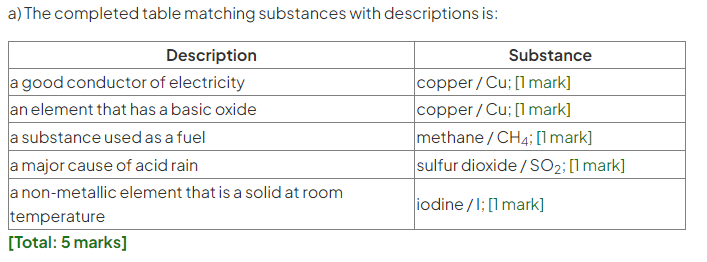 a) The completed table matching substances with descriptions is:
Description Substance
a good conductor of electricity copper / Cu; [1 mark]
an element that has a basic oxide copper / Cu; [1 mark]
a substance used as a fuel methane / CH₄; [1 mark]
a major cause of acid rain sulfur dioxide / SO₂; [1 mark]
a non-metallic element that is a solid at room
temperature
iodine / I; [1 mark]
[Total: 5 marks]